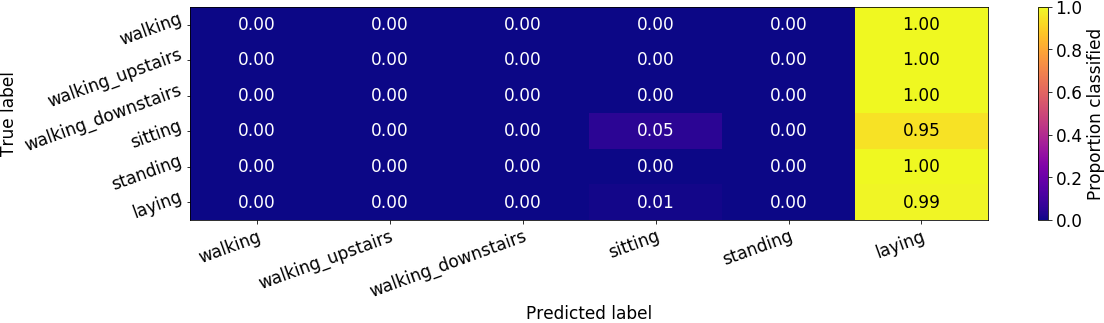 True label
walking 0.00 0.00 0.00 0.00 0.00 1.00
walking_upstairs 0.00 0.00 0.00 0.00 0.00 1.00
walking_downstairs 0.00 0.00 0.00 0.00 0.00 1.00
sitting 0.00 0.00 0.00 0.05 0.00 0.95
standing 0.00 0.00 0.00 0.00 0.00 1.00
laying 0.00 0.00 0.00 0.01 0.00 0.99
walking walking_upstairs walking_downstairs sitting standing laying
Predicted label
1.0
0.8
0.6
0.4
0.2
0.0
Proportion classified